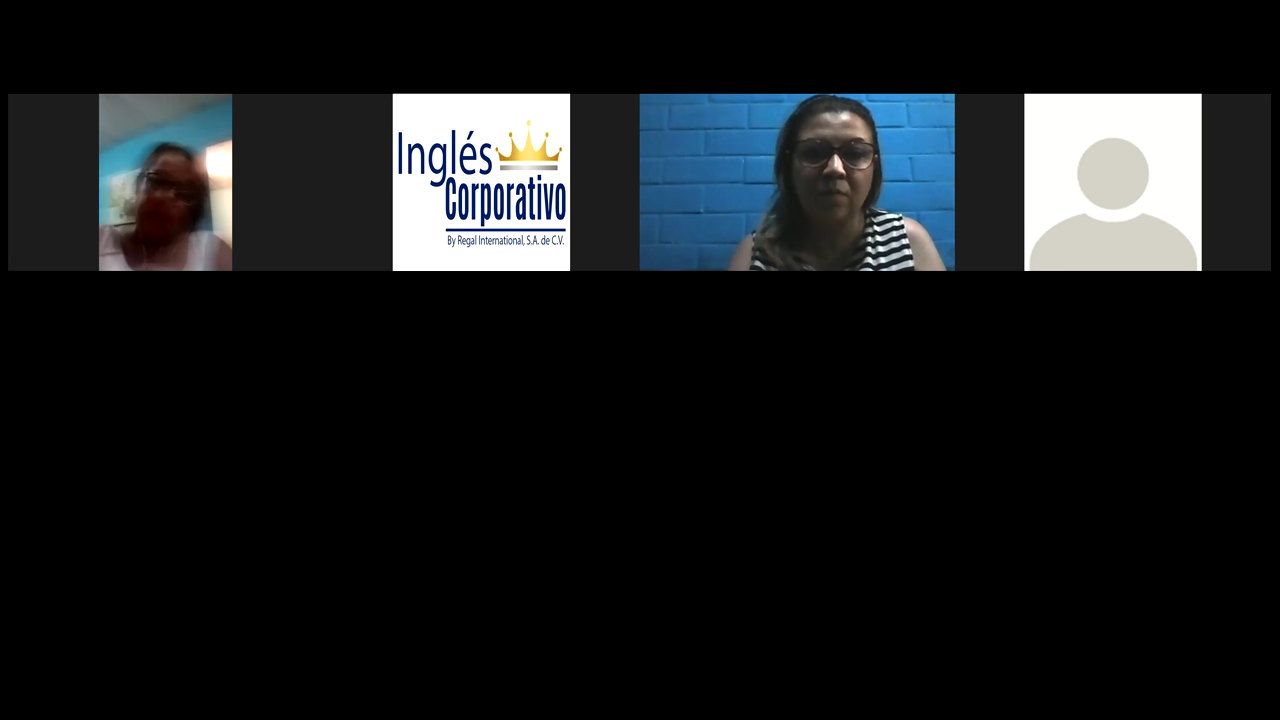 Inglés
Corporativo
By Regal International, S.A. de C.V.